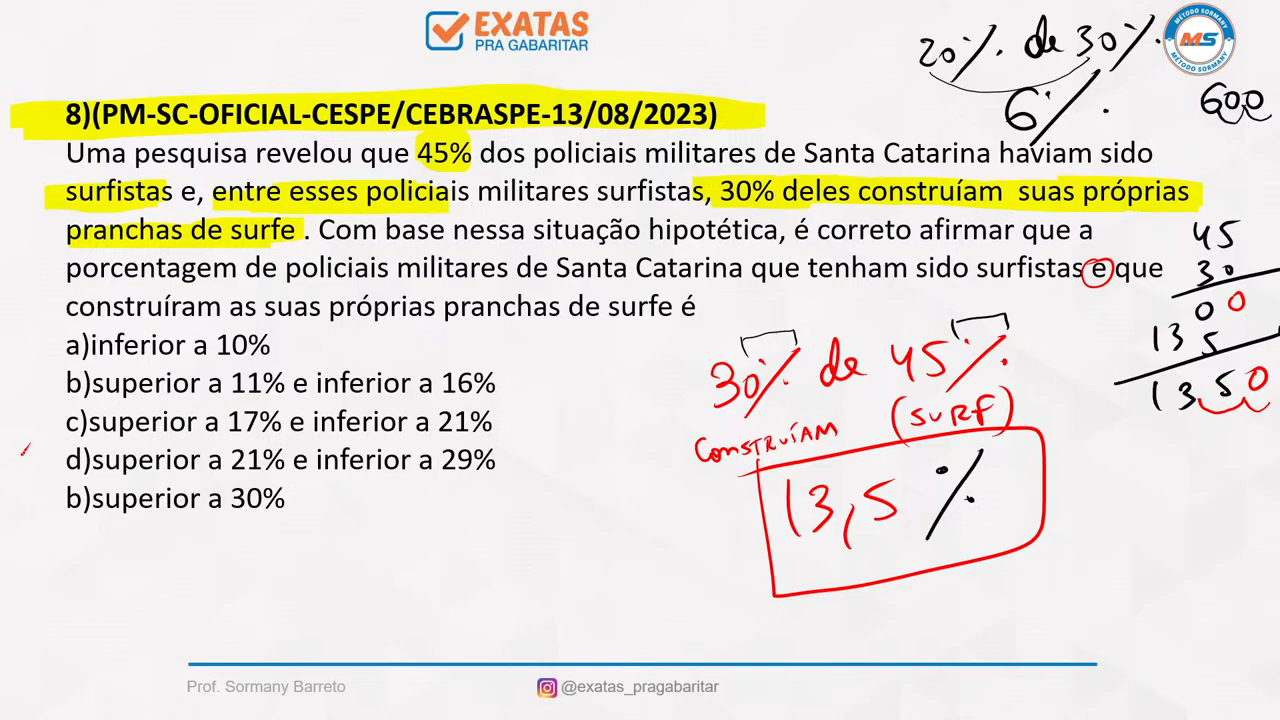 EXATAS
PRA GABARITAR
MÉTODO SORMANY
MS
MÉTODO SORMANY
20% de 30%.
6%.
600
8)(PM-SC-OFICIAL-CESPE/CEBRASPE-13/08/2023)
Uma pesquisa revelou que 45% dos policiais militares de Santa Catarina haviam sido
surfistas e, entre esses policiais militares surfistas, 30% deles construíam suas próprias
pranchas de surfe . Com base nessa situação hipotética, é correto afirmar que a
porcentagem de policiais militares de Santa Catarina que tenham sido surfistas e que
construíram as suas próprias pranchas de surfe é
a)inferior a 10%
b)superior a 11% e inferior a 16%
c)superior a 17% e inferior a 21%
d)superior a 21% e inferior a 29%
b)superior a 30%
45
30
00
135
1350
30% de 45%
CONSTRUÍAM (SURF)
13,5 %
Prof. Sormany Barreto
@exatas_pragabaritar